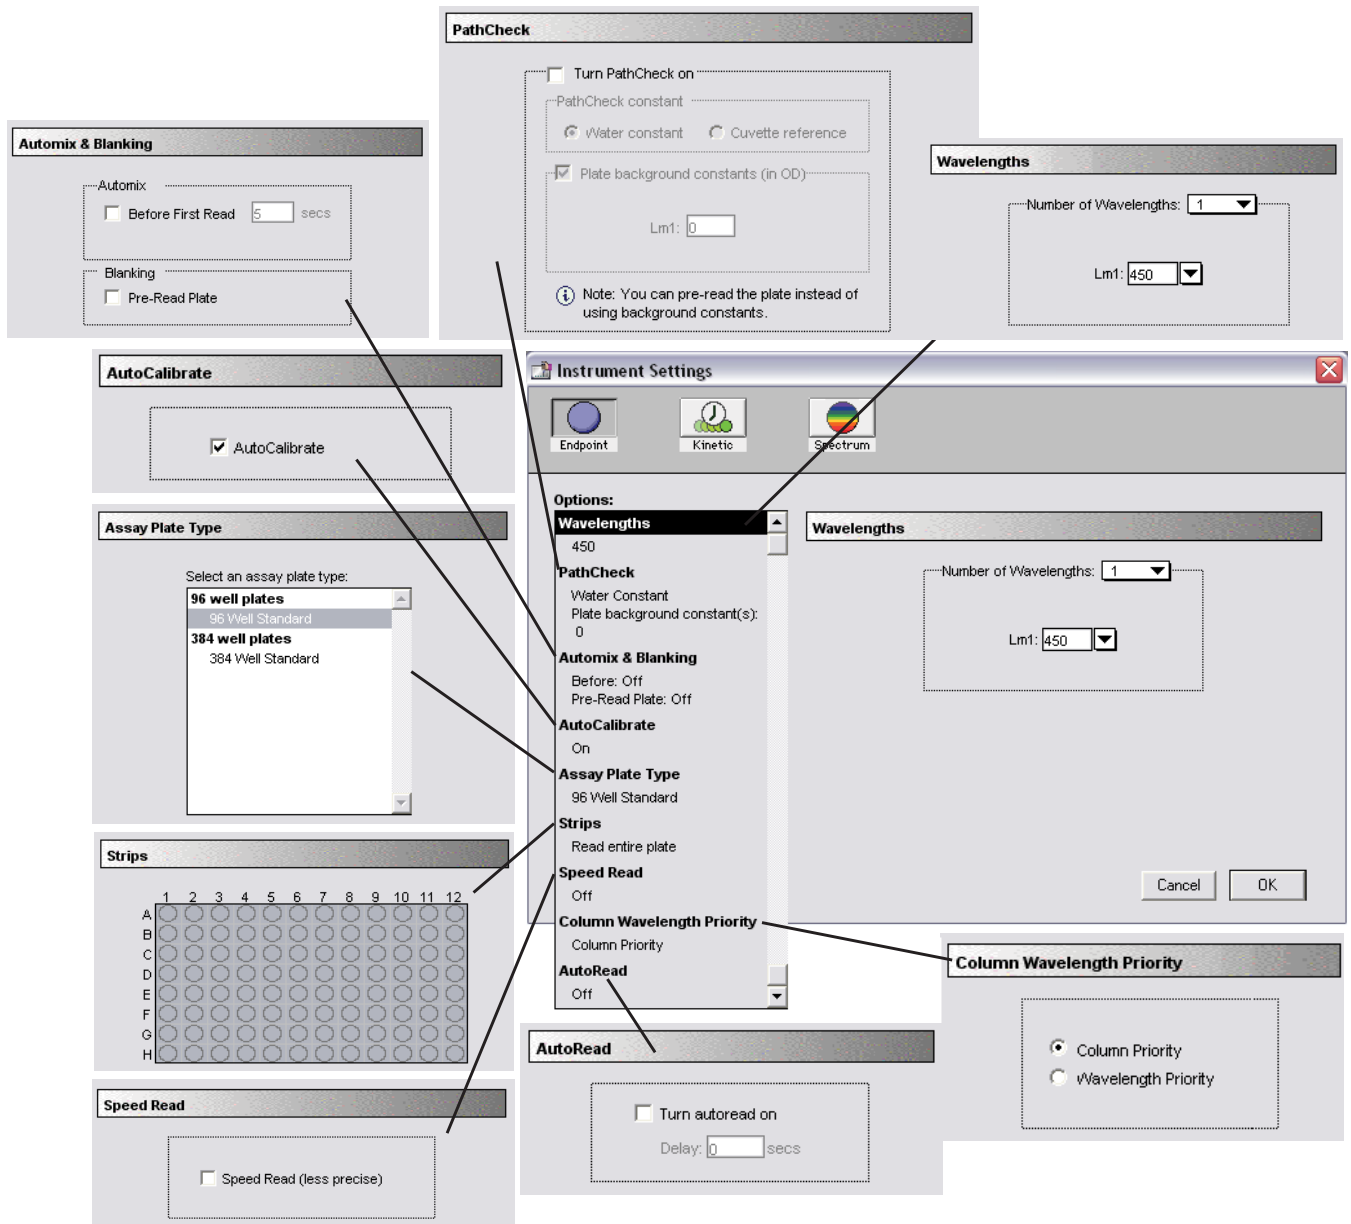 PathCheck
Turn PathCheck on
PathCheck constant
Water constant Cuvette reference
Plate background constants (in OD)
Lm1: 0
Note: You can pre-read the plate instead of
using background constants.
Automix & Blanking
Automix
Before First Read 5 secs
Blanking
Pre-Read Plate
Wavelengths
Number of Wavelengths: 1
Lm1: 450
AutoCalibrate
AutoCalibrate
Assay Plate Type
Select an assay plate type:
96 well plates
96 Well Standard
384 well plates
384 Well Standard
Strips
1 2 3 4 5 6 7 8 9 10 11 12
A
B
C
D
E
F
G
H
Speed Read
Speed Read (less precise)
Instrument Settings
Endpoint Kinetic Spectrum
Options:
Wavelengths
450
PathCheck
Water Constant
Plate background constant(s):
0
Automix & Blanking
Before: Off
Pre-Read Plate: Off
AutoCalibrate
On
Assay Plate Type
96 Well Standard
Strips
Read entire plate
Speed Read
Off
Column Wavelength Priority
Column Priority
AutoRead
Off
Wavelengths
Number of Wavelengths: 1
Lm1: 450
Cancel OK
AutoRead
Turn autoread on
Delay: 0 secs
Column Wavelength Priority
Column Priority
Wavelength Priority